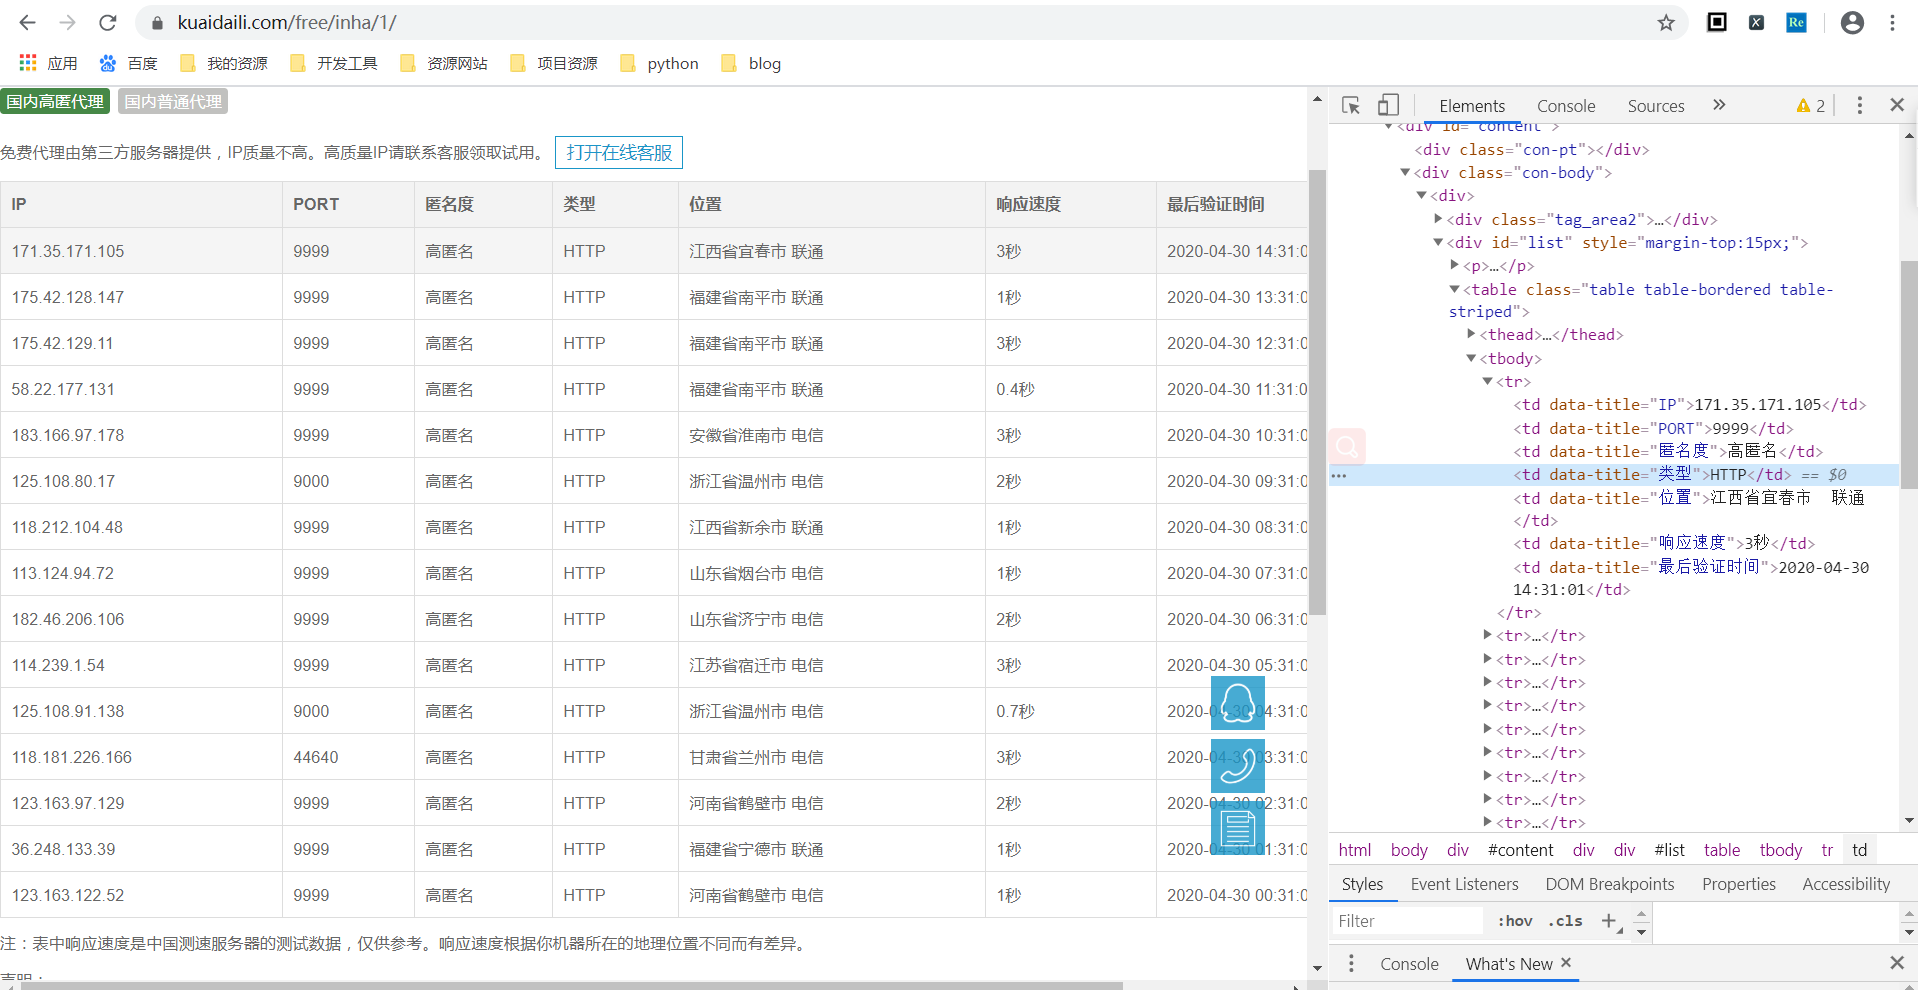 kuaidaili.com/free/inha/1/
Re
应用 百度 我的资源 开发工具 资源网站 项目资源 python blog
国内高匿代理 国内普通代理
免费代理由第三方服务器提供，IP质量不高。高质量IP请联系客服领取试用。 打开在线客服
IP PORT 匿名度 类型 位置 响应速度 最后验证时间
171.35.171.105 9999 高匿名 HTTP 江西省宜春市 联通 3秒 2020-04-30 14:31:0
175.42.128.147 9999 高匿名 HTTP 福建省南平市 联通 1秒 2020-04-30 13:31:0
175.42.129.11 9999 高匿名 HTTP 福建省南平市 联通 3秒 2020-04-30 12:31:0
58.22.177.131 9999 高匿名 HTTP 福建省南平市 联通 0.4秒 2020-04-30 11:31:0
183.166.97.178 9999 高匿名 HTTP 安徽省淮南市 电信 3秒 2020-04-30 10:31:0
125.108.80.17 9000 高匿名 HTTP 浙江省温州市 电信 2秒 2020-04-30 09:31:0
118.212.104.48 9999 高匿名 HTTP 江西省新余市 联通 1秒 2020-04-30 08:31:0
113.124.94.72 9999 高匿名 HTTP 山东省烟台市 电信 1秒 2020-04-30 07:31:0
182.46.206.106 9999 高匿名 HTTP 山东省济宁市 电信 2秒 2020-04-30 06:31:0
114.239.1.54 9999 高匿名 HTTP 江苏省宿迁市 电信 3秒 2020-04-30 05:31:0
125.108.91.138 9000 高匿名 HTTP 浙江省温州市 电信 0.7秒 2020-04-30 04:31:0
118.181.226.166 44640 高匿名 HTTP 甘肃省兰州市 电信 3秒 2020-04-30 03:31:0
123.163.97.129 9999 高匿名 HTTP 河南省鹤壁市 电信 2秒 2020-04-30 02:31:0
36.248.133.39 9999 高匿名 HTTP 福建省宁德市 联通 1秒 2020-04-30 01:31:0
123.163.122.52 9999 高匿名 HTTP 河南省鹤壁市 电信 1秒 2020-04-30 00:31:0
注：表中响应速度是中国测速服务器的测试数据，仅供参考。响应速度根据你机器所在的地理位置不同而有差异。
声明：
Elements Console Sources » 2
<div id="content">
<div class="con-pt"></div>
<div class="con-body">
<div>
<div class="tag_area2">…</div>
<div id="list" style="margin-top:15px;">
<p>…</p>
<table class="table table-bordered table-
striped">
<thead>…</thead>
<tbody>
<tr>
<td data-title="IP">171.35.171.105</td>
<td data-title="PORT">9999</td>
<td data-title="匿名度">高匿名</td>
<td data-title="类型">HTTP</td> == $0
<td data-title="位置">江西省宜春市 联通
</td>
<td data-title="响应速度">3秒</td>
<td data-title="最后验证时间">2020-04-30
14:31:01</td>
</tr>
<tr>…</tr>
<tr>…</tr>
<tr>…</tr>
<tr>…</tr>
<tr>…</tr>
<tr>…</tr>
<tr>…</tr>
<tr>…</tr>
<tr>…</tr>
html body div #content div div #list table tbody tr td
Styles Event Listeners DOM Breakpoints Properties Accessibility
Filter :hov .cls +
Console What's New ×